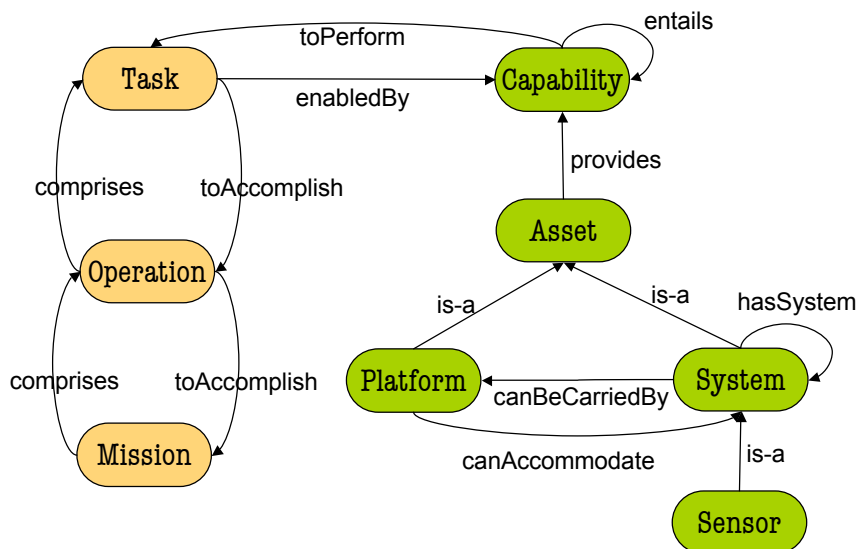 toPerform
entails
Task
Capability
enabledBy
comprises
toAccomplish
provides
Asset
Operation
is-a
is-a
hasSystem
comprises
toAccomplish
Platform
canBeCarriedBy
System
canAccommodate
Mission
is-a
Sensor